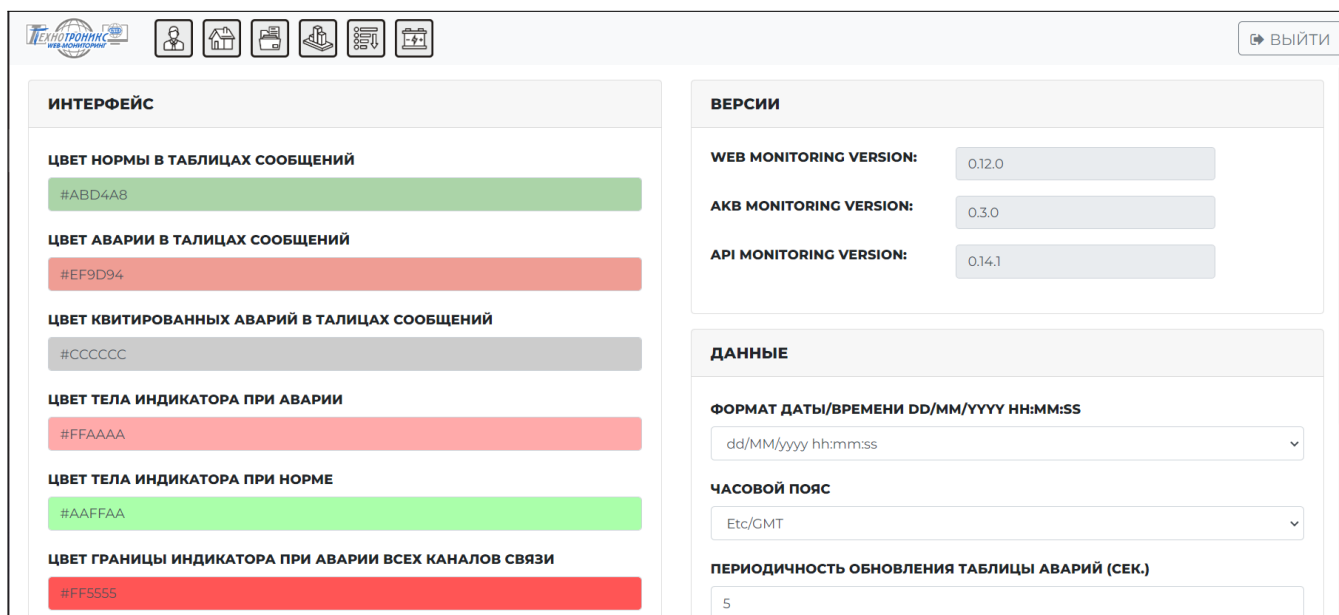 ТЕХНОТРОНИКС
WEB-МОНИТОРИНГ
ВЫЙТИ
ИНТЕРФЕЙС
ЦВЕТ НОРМЫ В ТАБЛИЦАХ СООБЩЕНИЙ
#ABD4A8
ЦВЕТ АВАРИИ В ТАЛИЦАХ СООБЩЕНИЙ
#EF9D94
ЦВЕТ КВИТИРОВАННЫХ АВАРИЙ В ТАЛИЦАХ СООБЩЕНИЙ
#CCCCCC
ЦВЕТ ТЕЛА ИНДИКАТОРА ПРИ АВАРИИ
#FFAAAA
ЦВЕТ ТЕЛА ИНДИКАТОРА ПРИ НОРМЕ
#AAFFAA
ЦВЕТ ГРАНИЦЫ ИНДИКАТОРА ПРИ АВАРИИ ВСЕХ КАНАЛОВ СВЯЗИ
#FF5555
ВЕРСИИ
WEB MONITORING VERSION: 0.12.0
AKB MONITORING VERSION: 0.3.0
API MONITORING VERSION: 0.14.1
ДАННЫЕ
ФОРМАТ ДАТЫ/ВРЕМЕНИ DD/MM/YYYY HH:MM:SS
dd/MM/yyyy hh:mm:ss
ЧАСОВОЙ ПОЯС
Etc/GMT
ПЕРИОДИЧНОСТЬ ОБНОВЛЕНИЯ ТАБЛИЦЫ АВАРИЙ (СЕК.)
5